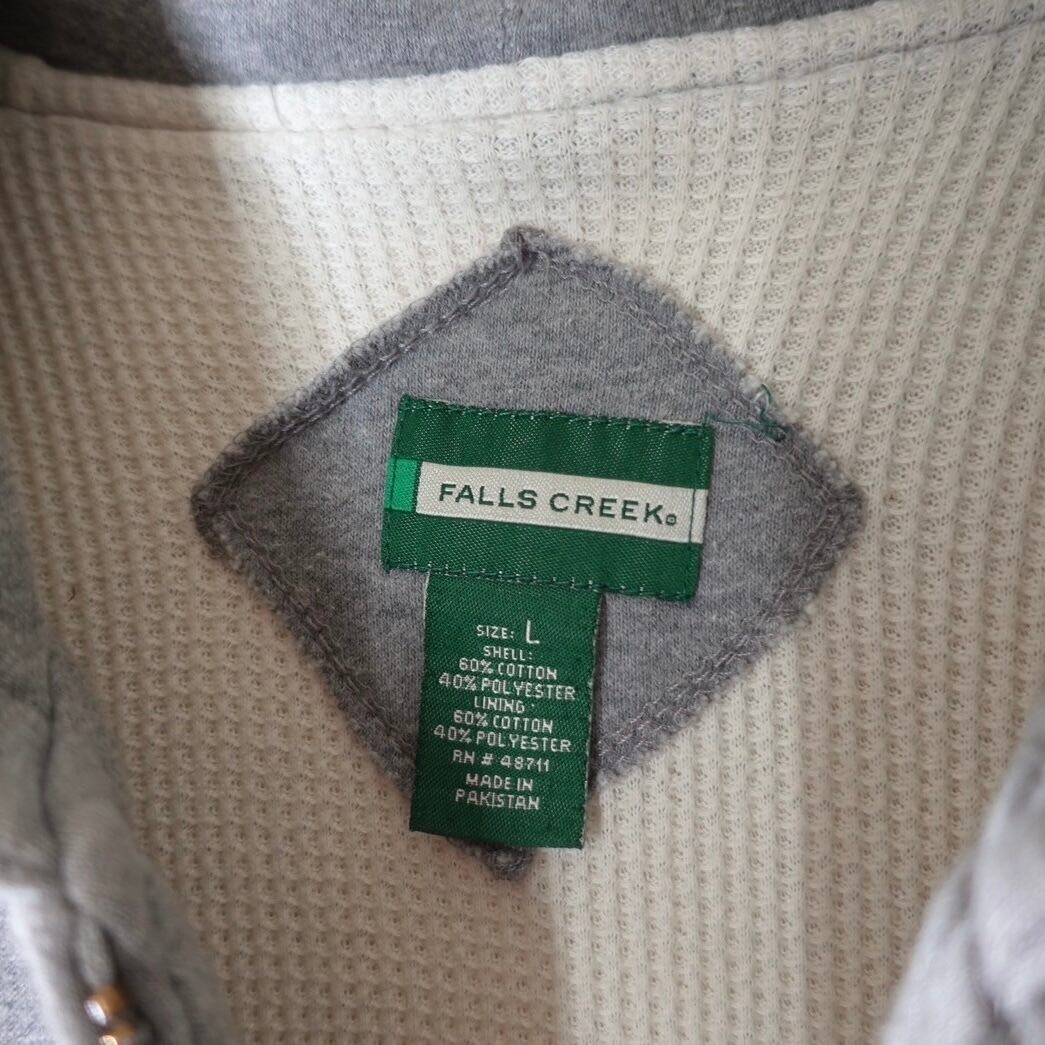 FALLS CREEK®
SIZE: L
SHELL:
60% COTTON
40% POLYESTER
LINING:
60% COTTON
40% POLYESTER
RN # 48711
MADE IN
PAKISTAN